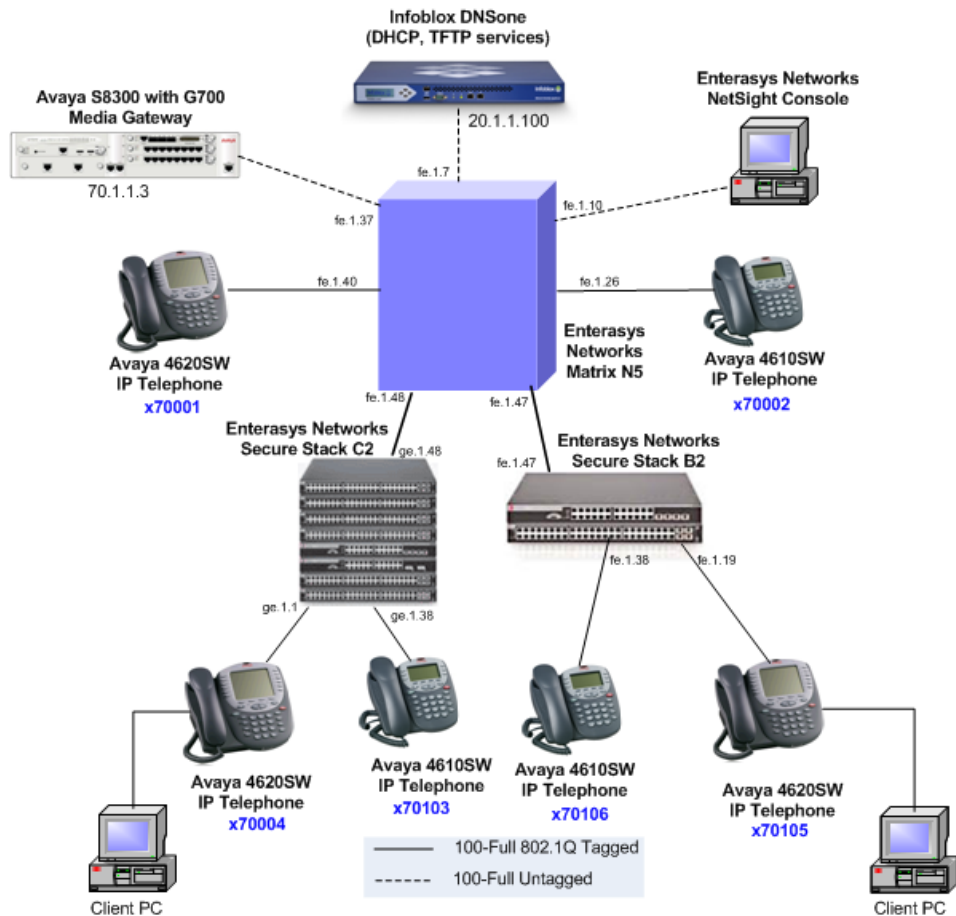 Infoblox DNSone
(DHCP, TFTP services)
Enterasys Networks
NetSight Console
Avaya S8300 with G700
Media Gateway
20.1.1.100
70.1.1.3
fe.1.7
fe.1.10
fe.1.37
fe.1.40
fe.1.26
Avaya 4620SW
IP Telephone
x70001
Enterasys
Networks
Matrix N5
Avaya 4610SW
IP Telephone
x70002
fe.1.48
fe.1.47
Enterasys Networks
Secure Stack C2
ge.1.48
Enterasys Networks
Secure Stack B2
fe.1.47
fe.1.38
fe.1.19
ge.1.1
ge.1.38
Avaya 4620SW
IP Telephone
x70004
Avaya 4610SW
IP Telephone
x70103
Avaya 4610SW
IP Telephone
x70106
Avaya 4620SW
IP Telephone
x70105
100-Full 802.1Q Tagged
100-Full Untagged
Client PC
Client PC